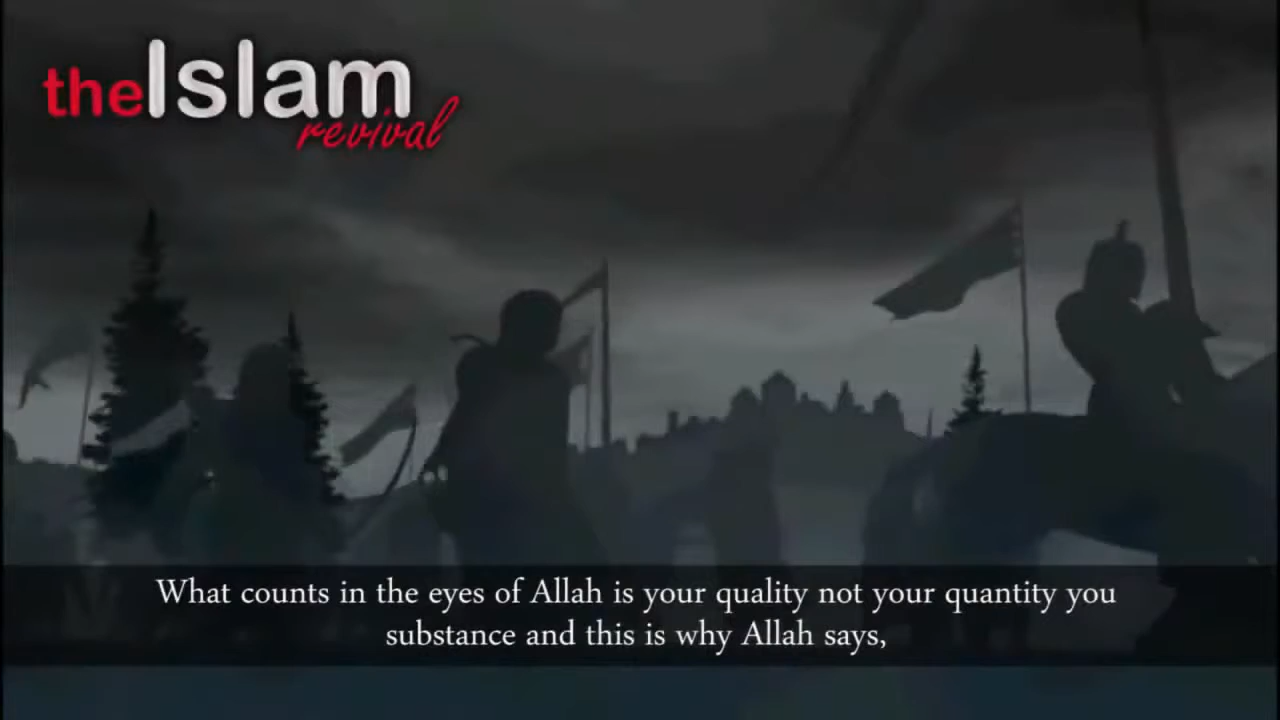 theIslam
revival
What counts in the eyes of Allah is your quality not your quantity you
substance and this is why Allah says,